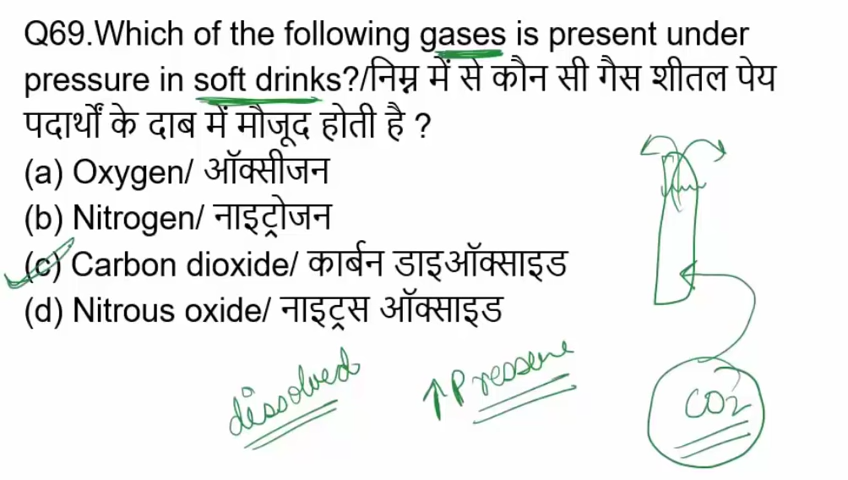 Q69.Which of the following gases is present under
pressure in soft drinks?/निम्न में से कौन सी गैस शीतल पेय
पदार्थों के दाब में मौजूद होती है ?
(a) Oxygen/ ऑक्सीजन
(b) Nitrogen/ नाइट्रोजन
(c) Carbon dioxide/ कार्बन डाइऑक्साइड
(d) Nitrous oxide/ नाइट्रस ऑक्साइड
dissolved
↑Pressure
CO2